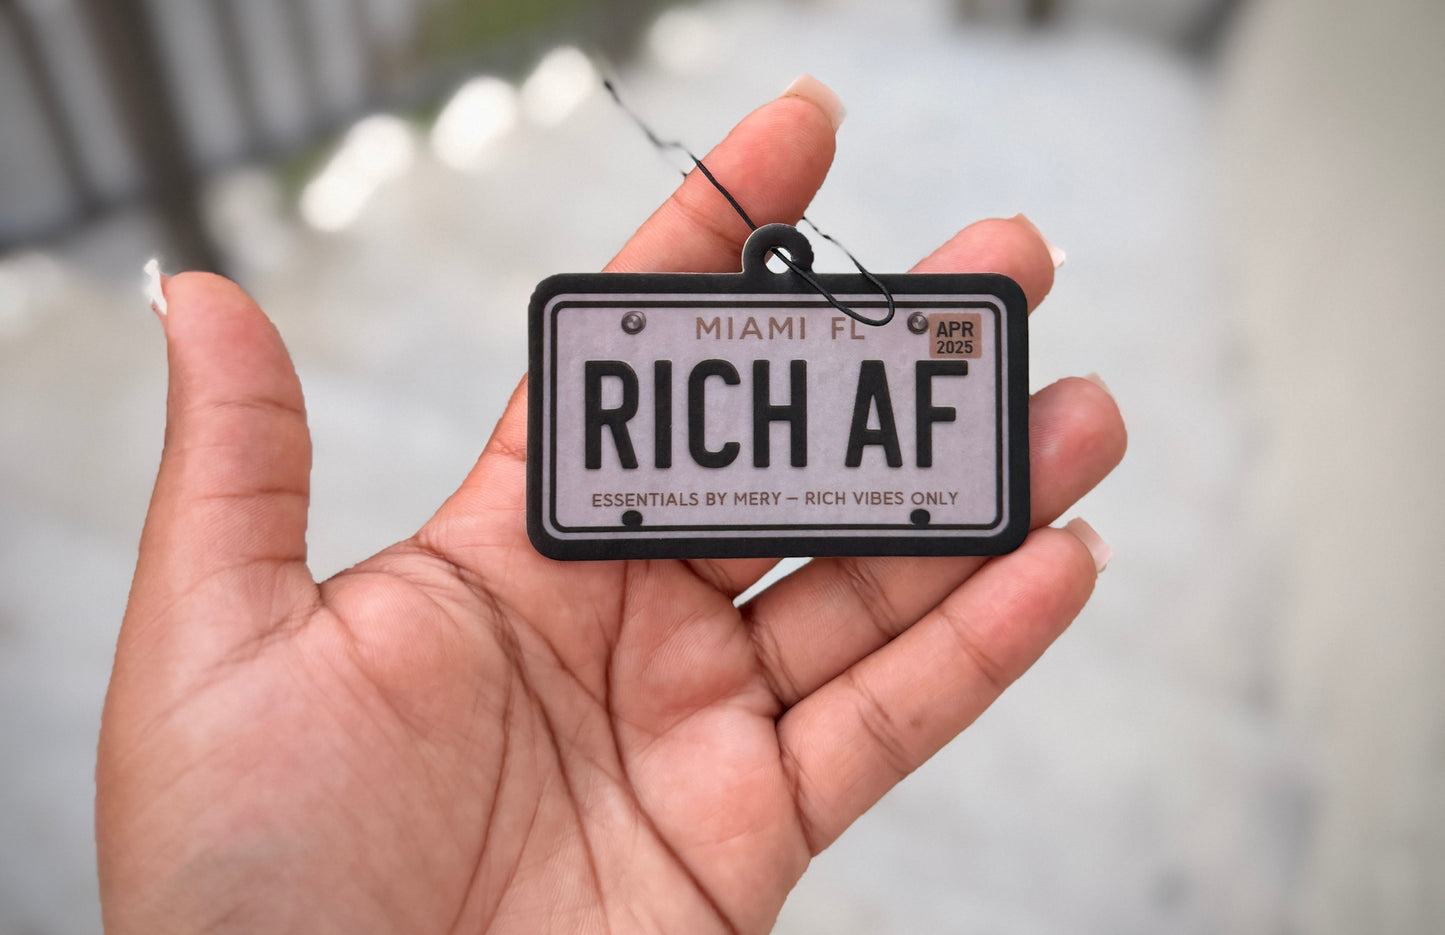 MIAMI FL
APR
2025
RICH AF
ESSENTIALS BY MERY – RICH VIBES ONLY